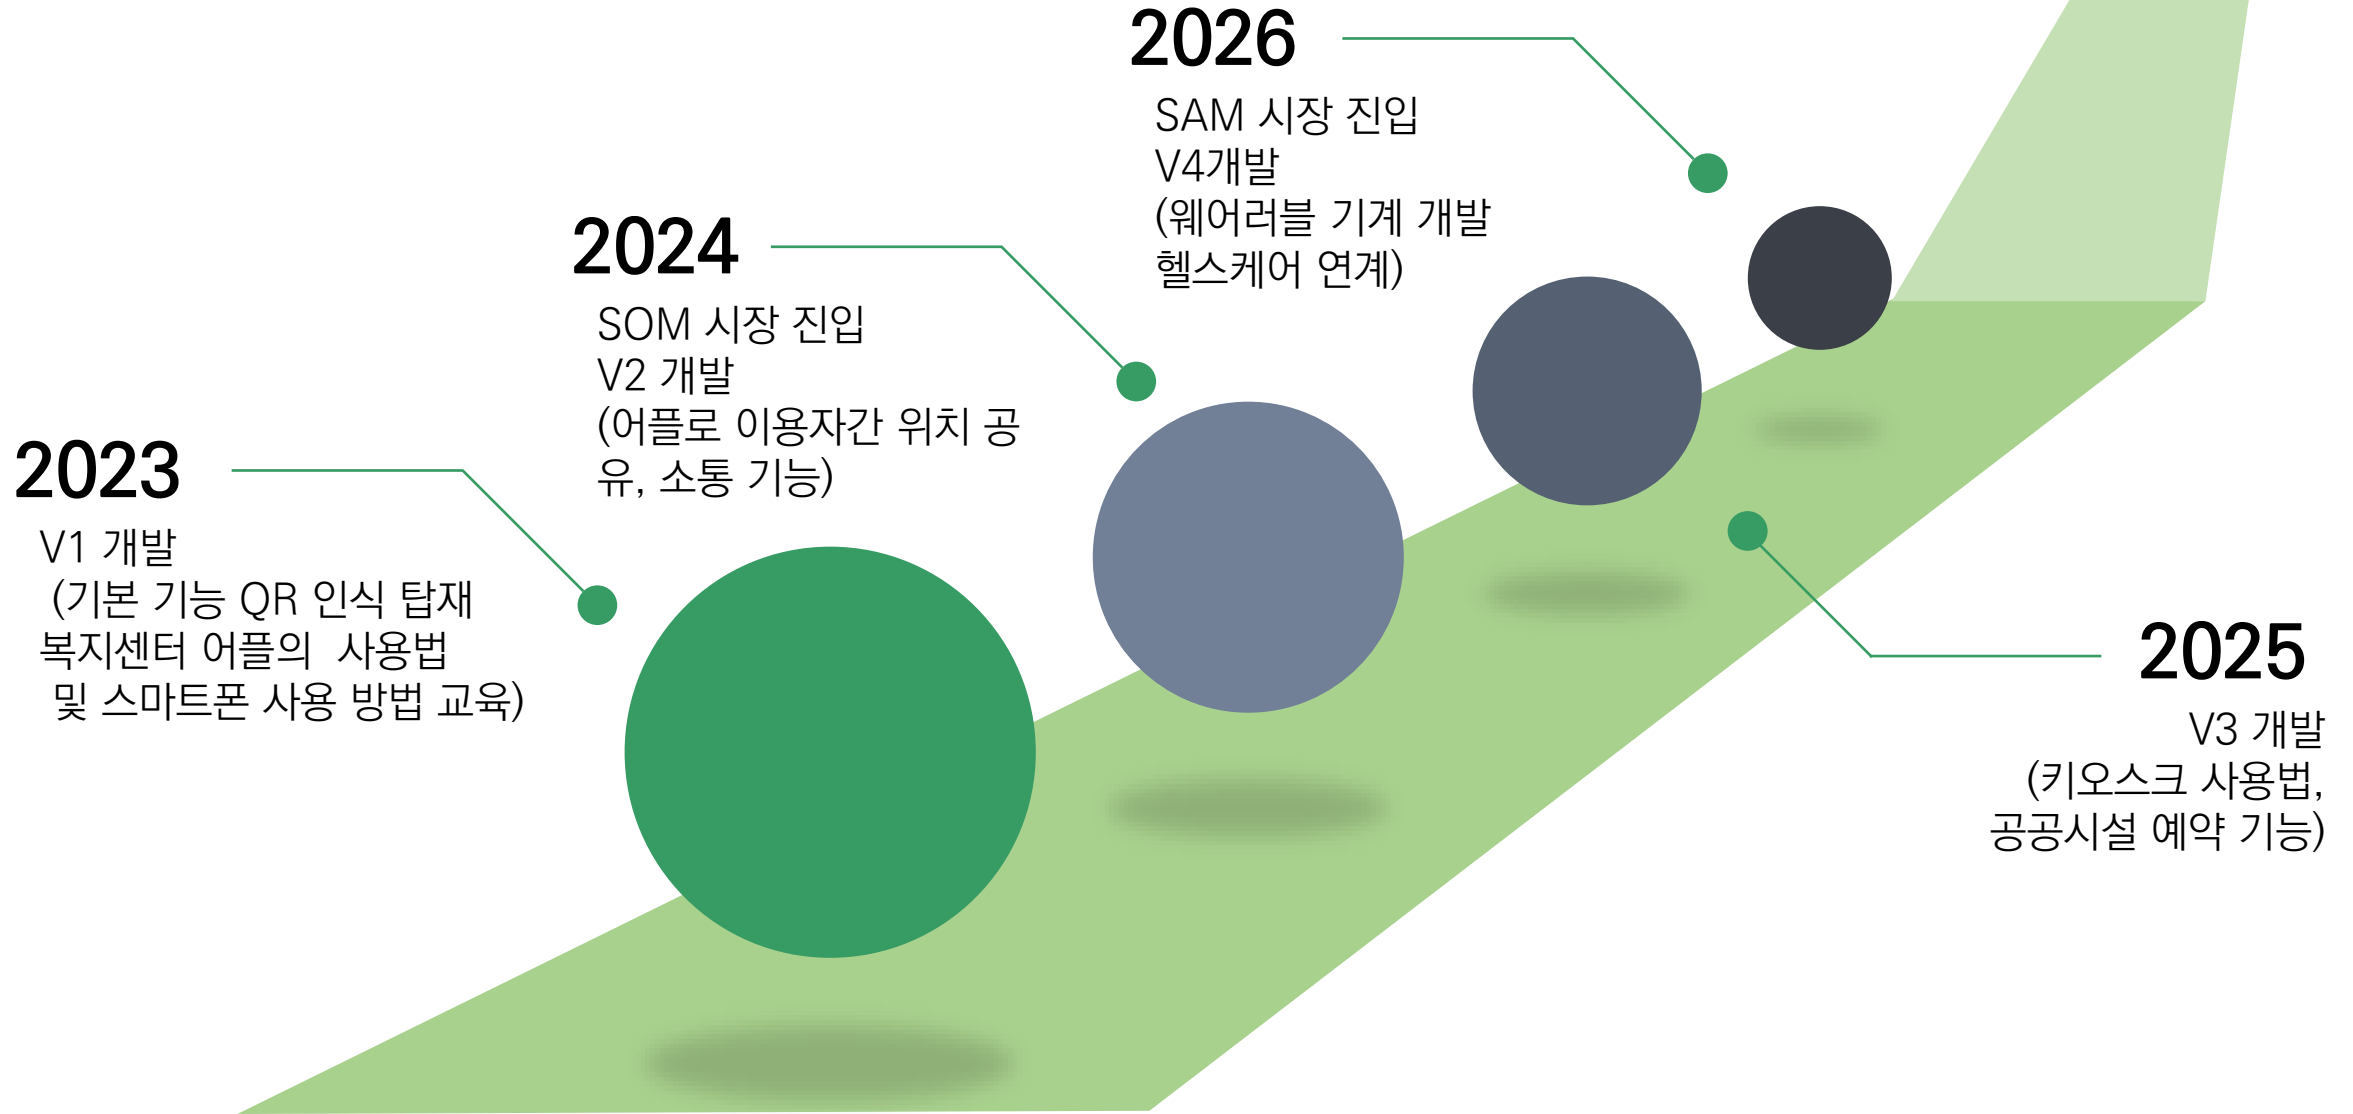 2026
SAM 시장 진입
V4개발
(웨어러블 기계 개발
헬스케어 연계)
2024
SOM 시장 진입
V2 개발
(어플로 이용자간 위치 공
유, 소통 기능)
2023
V1 개발
(기본 기능 QR 인식 탑재
복지센터 어플의 사용법
및 스마트폰 사용 방법 교육)
2025
V3 개발
(키오스크 사용법,
공공시설 예약 기능)